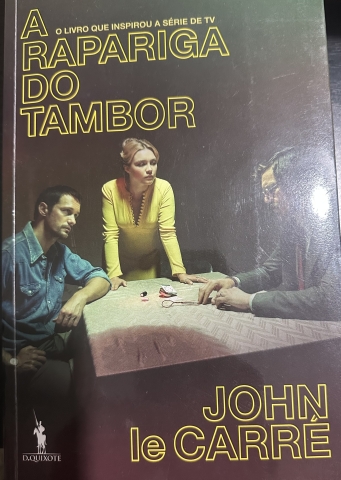 A
O LIVRO QUE INSPIROU A SÉRIE DE TV
RAPARIGA
DO
TAMBOR
JOHN
le CARRÉ
D.QUIXOTE